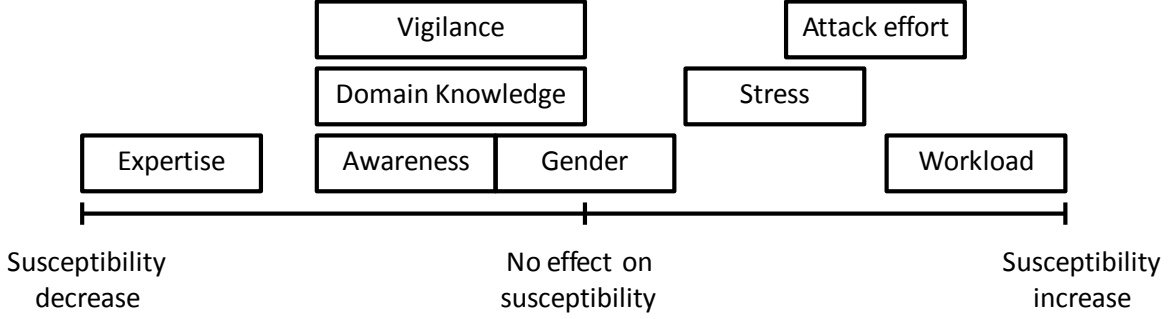 Vigilance
Attack effort
Domain Knowledge
Stress
Expertise
Awareness
Gender
Workload
Susceptibility
decrease
No effect on
susceptibility
Susceptibility
increase